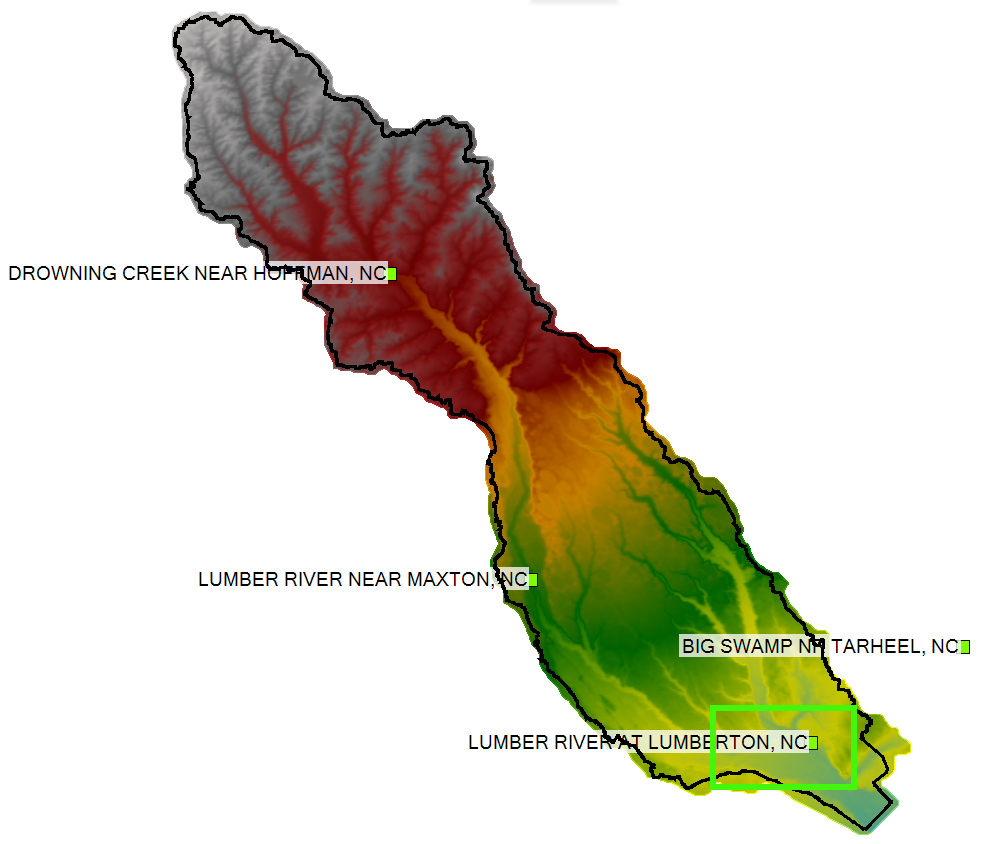 DROWNING CREEK NEAR HOFFMAN, NC
LUMBER RIVER NEAR MAXTON, NC
BIG SWAMP NR TARHEEL, NC
LUMBER RIVER AT LUMBERTON, NC